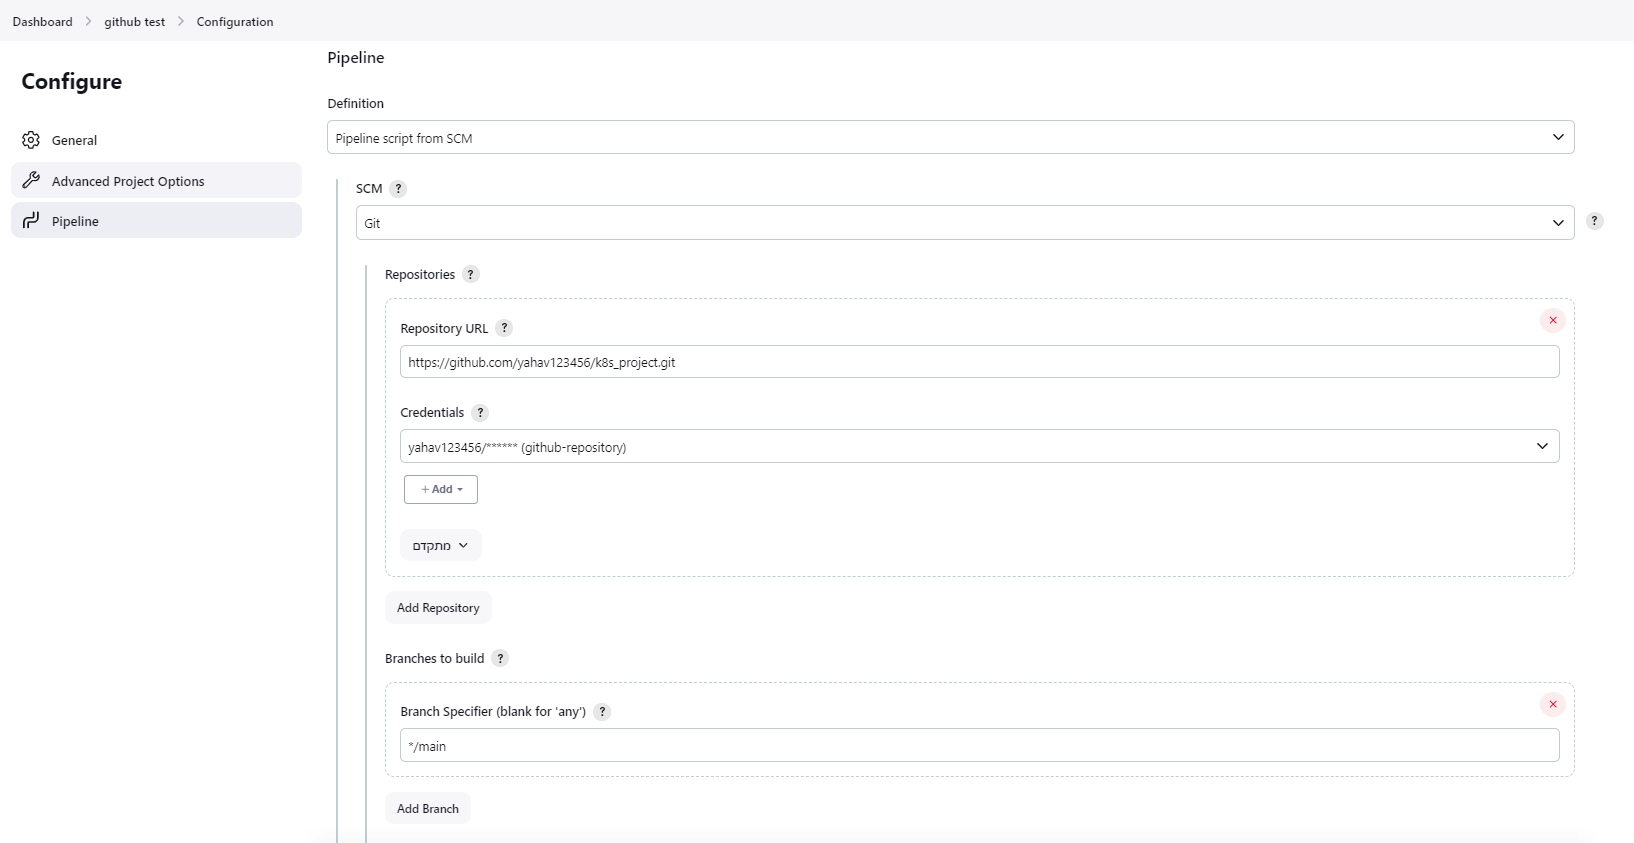 Dashboard > github test > Configuration
Configure
General
Advanced Project Options
Pipeline
Pipeline
Definition
Pipeline script from SCM
SCM ?
Git
?
Repositories ?
Repository URL ?
https://github.com/yahav123456/k8s_project.git
Credentials ?
yahav123456/****** (github-repository)
+ Add
מתקדם
Add Repository
Branches to build ?
Branch Specifier (blank for 'any') ?
*/main
Add Branch